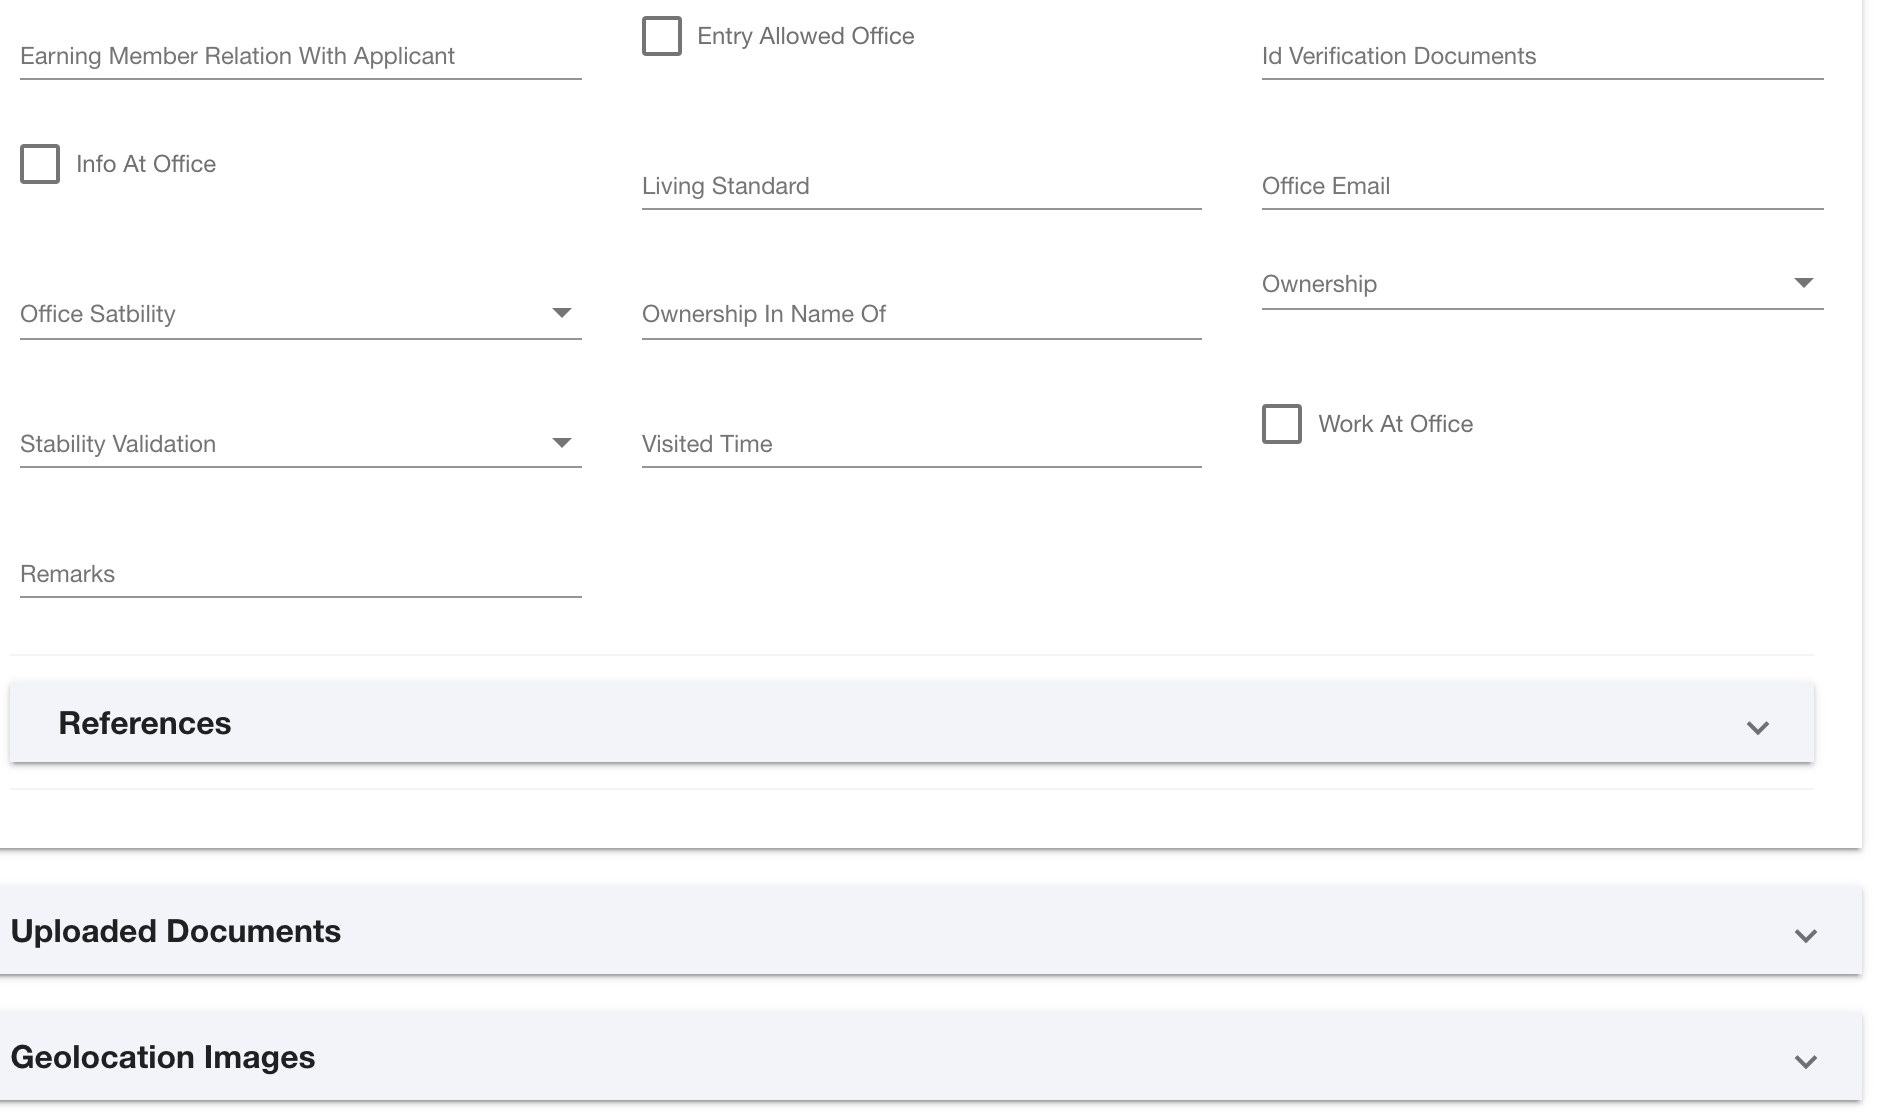 Earning Member Relation With Applicant
Entry Allowed Office
Id Verification Documents
Info At Office
Living Standard
Office Email
Office Satbility
Ownership In Name Of
Ownership
Stability Validation
Visited Time
Work At Office
Remarks
References
Uploaded Documents
Geolocation Images